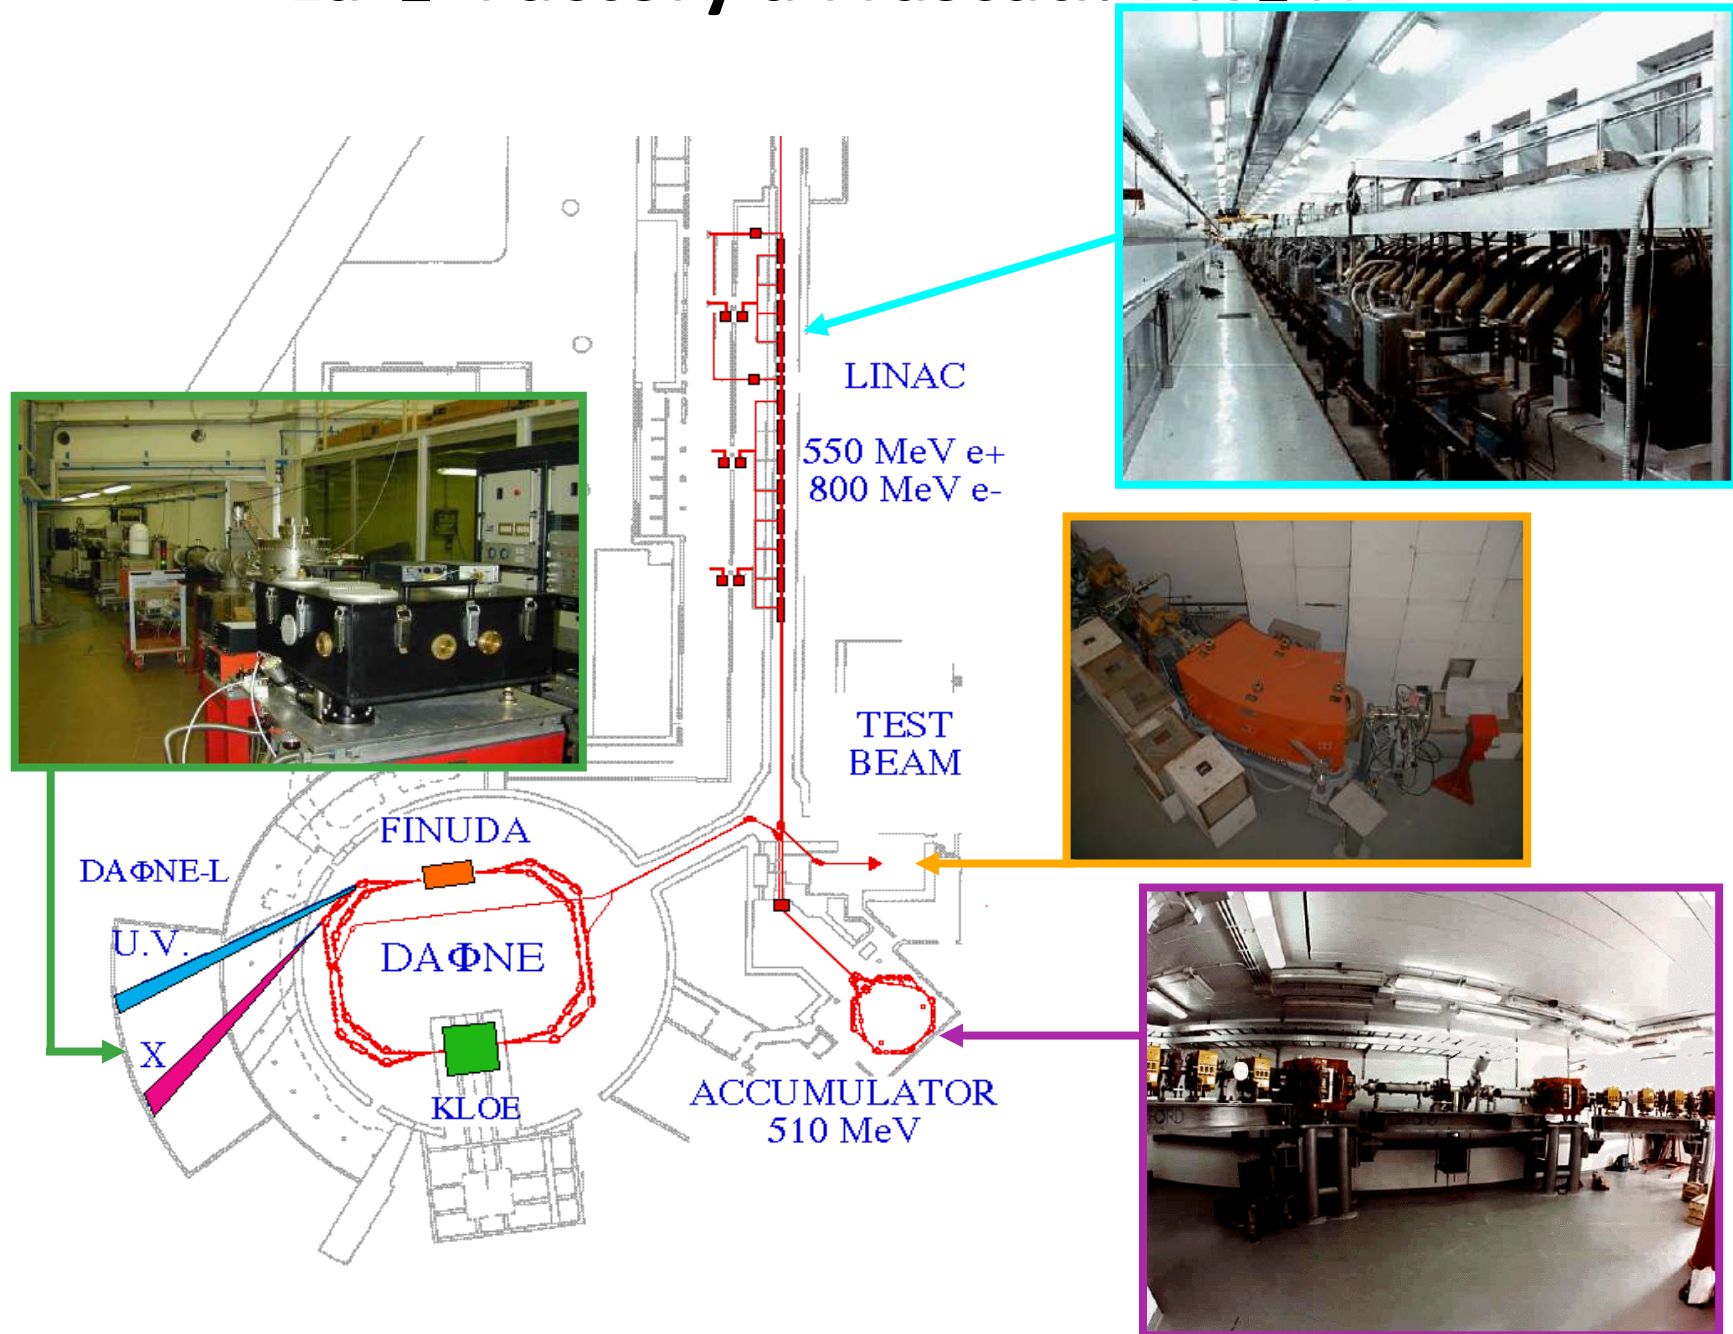 LINAC
550 MeV e+
800 MeV e-
TEST
BEAM
FINUDA
DAΦNE-L
U.V.
DAΦNE
X
KLOE
ACCUMULATOR
510 MeV